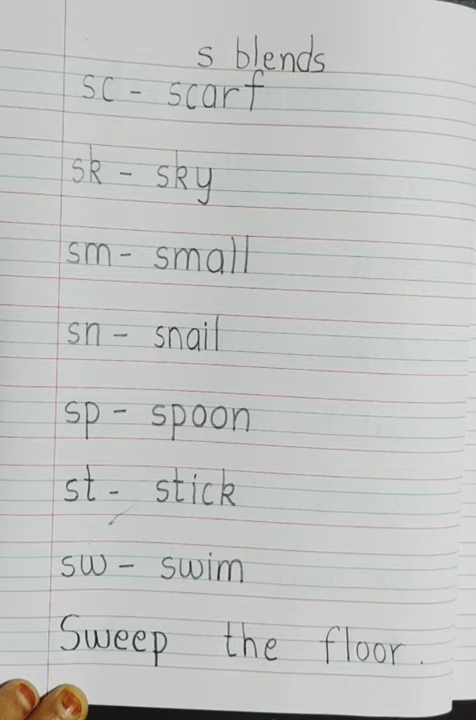 s blends
sc - scarf
sk - sky
sm - small
sn - snail
sp - spoon
st - stick
sw - swim
Sweep the floor.